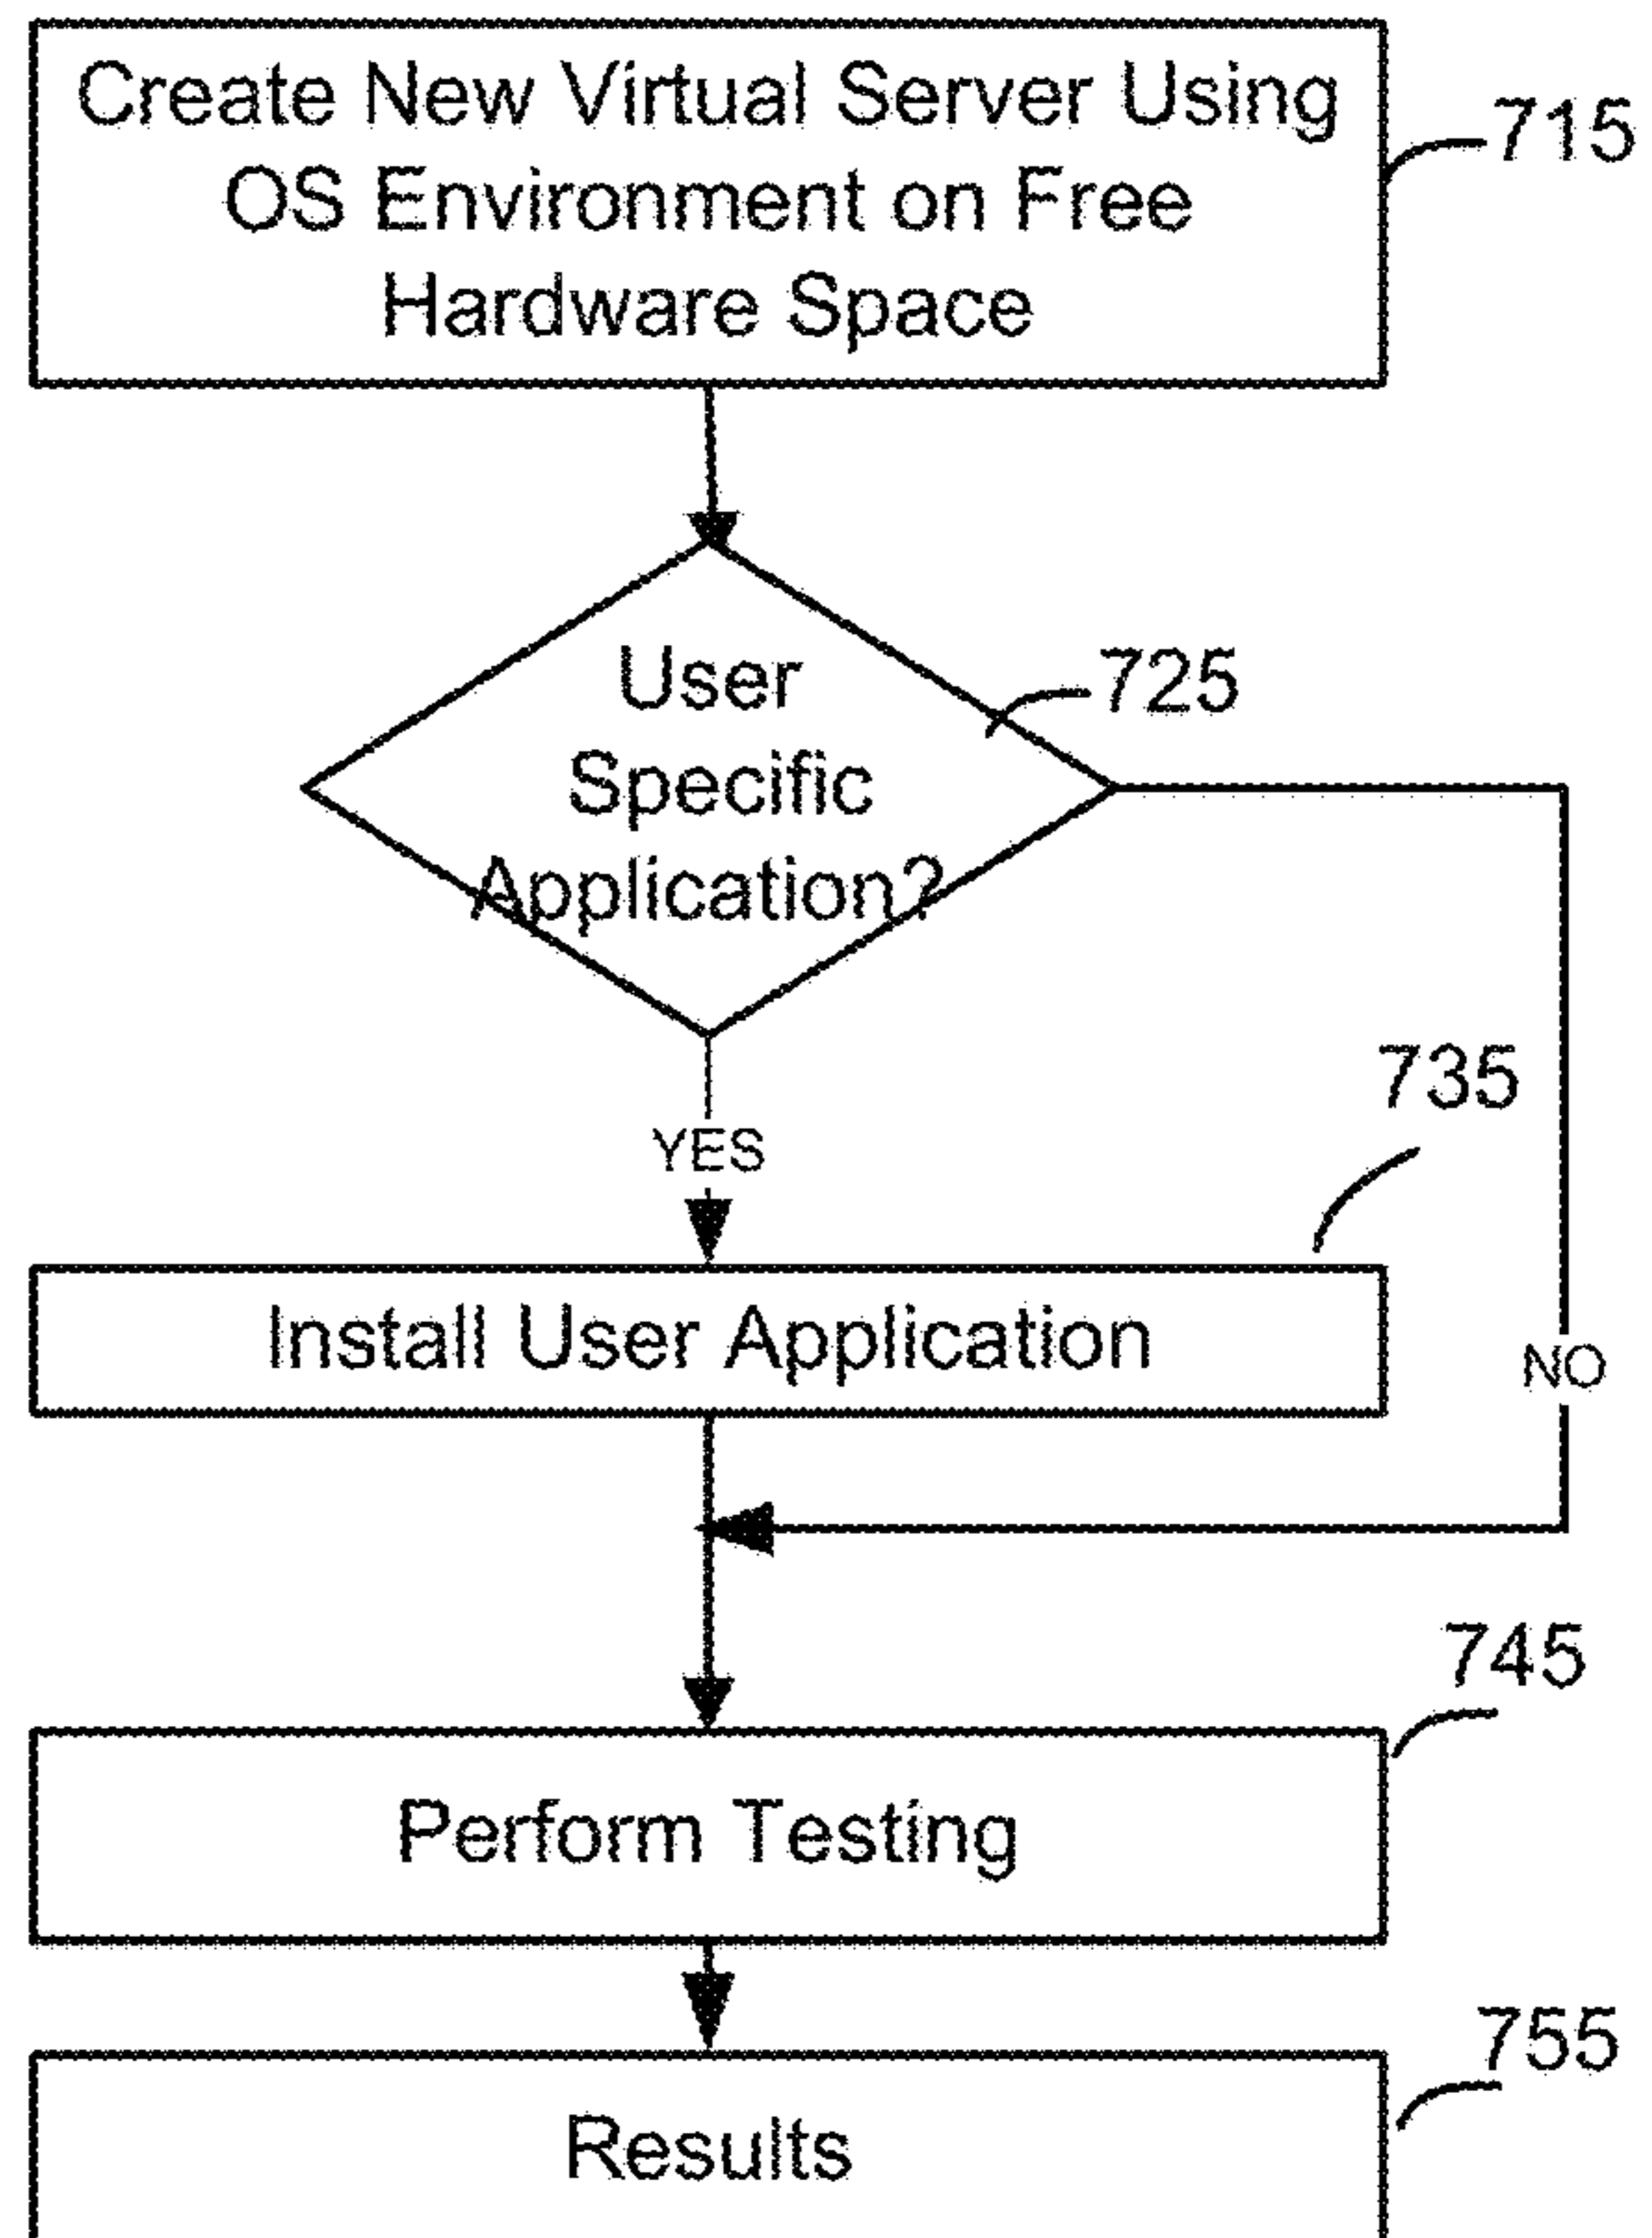 Create New Virtual Server Using
OS Environment on Free
Hardware Space
715
User
Specific
Application?
725
YES
735
Install User Application
NO
745
Perform Testing
755
Results